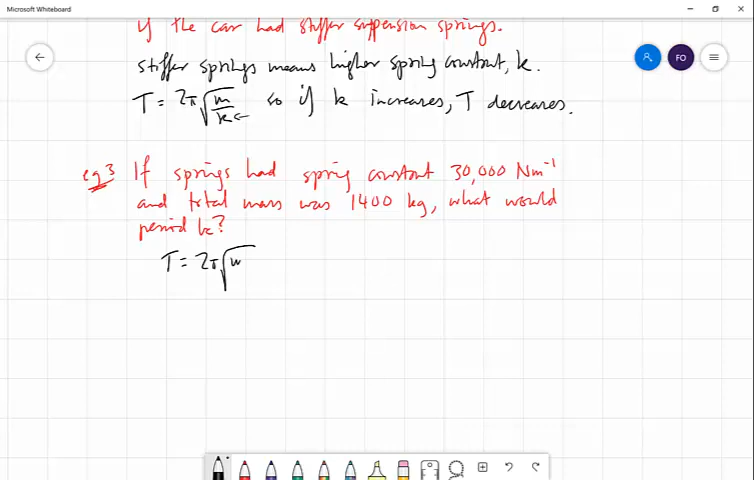 Microsoft Whiteboard
if the car had stiffer suspension springs.
stiffer springs means higher spring constant, k.
T = 2π√m/k so if k increases, T decreases.
eg3 If springs had spring constant 30,000 Nm⁻¹
and total mass was 1400 kg, what would
period be?
T = 2π√m
FO